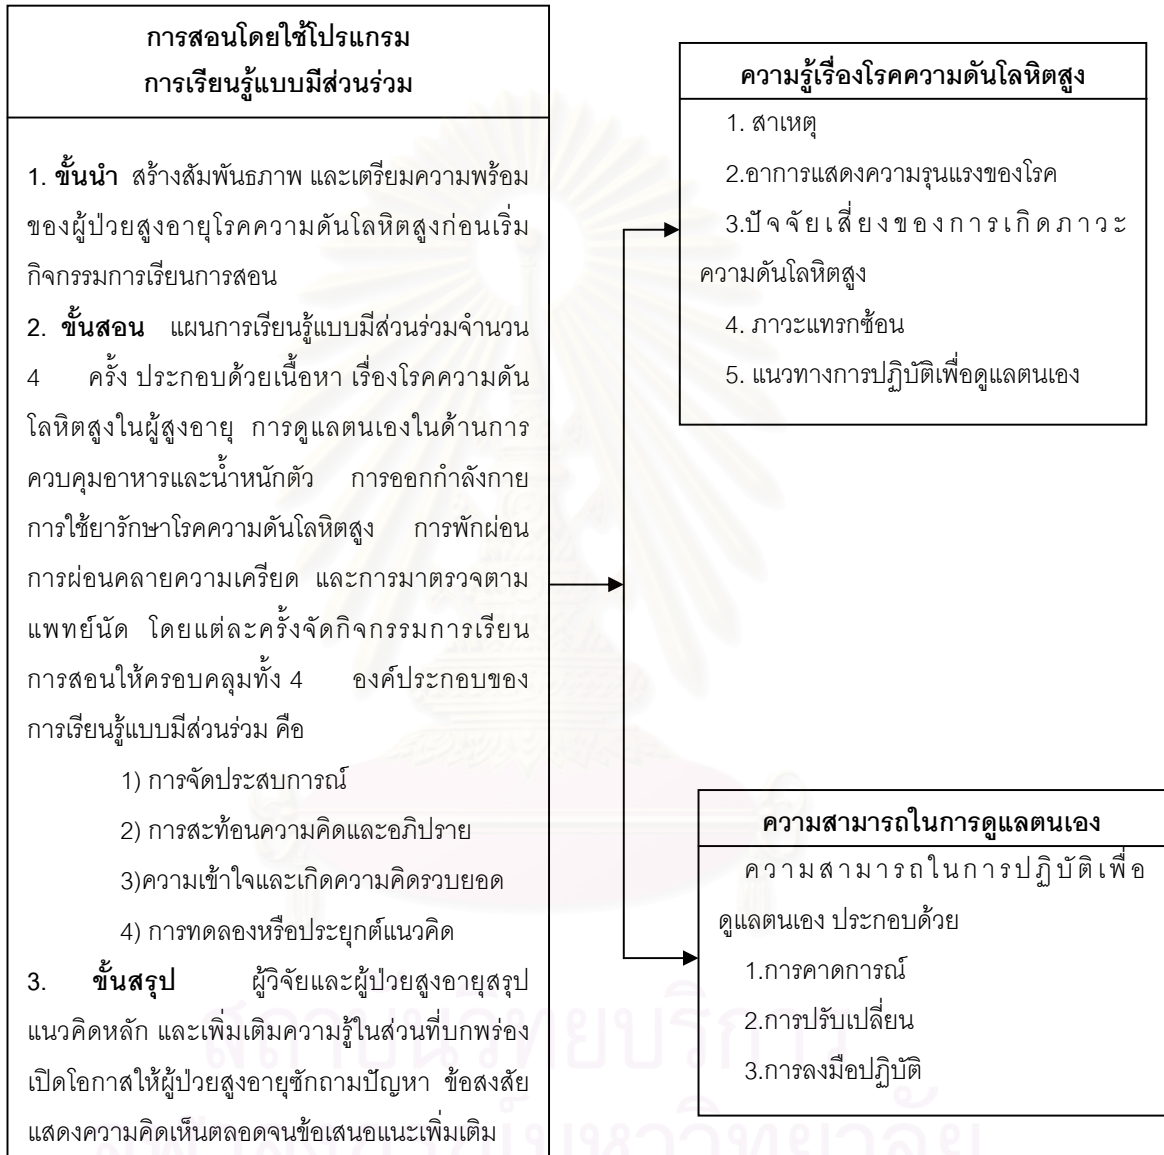 การสอนโดยใช้โปรแกรม
การเรียนรู้แบบมีส่วนร่วม
1. ขั้นนำ สร้างสัมพันธภาพ และเตรียมความพร้อม
ของผู้ป่วยสูงอายุโรคความดันโลหิตสูงก่อนเริ่ม
กิจกรรมการเรียนการสอน
2. ขั้นสอน แผนการเรียนรู้แบบมีส่วนร่วมจำนวน
4 ครั้ง ประกอบด้วยเนื้อหา เรื่องโรคความดัน
โลหิตสูงในผู้สูงอายุ การดูแลตนเองในด้านการ
ควบคุมอาหารและน้ำหนักตัว การออกกำลังกาย
การใช้ยารักษาโรคความดันโลหิตสูง การพักผ่อน
การผ่อนคลายความเครียด และการมาตรวจตาม
แพทย์นัด โดยแต่ละครั้งจัดกิจกรรมการเรียน
การสอนให้ครอบคลุมทั้ง 4 องค์ประกอบของ
การเรียนรู้แบบมีส่วนร่วม คือ
1) การจัดประสบการณ์
2) การสะท้อนความคิดและอภิปราย
3)ความเข้าใจและเกิดความคิดรวบยอด
4) การทดลองหรือประยุกต์แนวคิด
3. ขั้นสรุป ผู้วิจัยและผู้ป่วยสูงอายุสรุป
แนวคิดหลัก และเพิ่มเติมความรู้ในส่วนที่บกพร่อง
เปิดโอกาสให้ผู้ป่วยสูงอายุซักถามปัญหา ข้อสงสัย
แสดงความคิดเห็นตลอดจนข้อเสนอแนะเพิ่มเติม
ความรู้เรื่องโรคความดันโลหิตสูง
1. สาเหตุ
2.อาการแสดงความรุนแรงของโรค
3.ปัจจัยเสี่ยงของการเกิดภาวะ
ความดันโลหิตสูง
4. ภาวะแทรกซ้อน
5. แนวทางการปฏิบัติเพื่อดูแลตนเอง
ความสามารถในการดูแลตนเอง
ความสามารถในการปฏิบัติเพื่อ
ดูแลตนเอง ประกอบด้วย
1.การคาดการณ์
2.การปรับเปลี่ยน
3.การลงมือปฏิบัติ
สถาบันวิทยบริการ
จุฬาลงกรณ์มหาวิทยาลัย